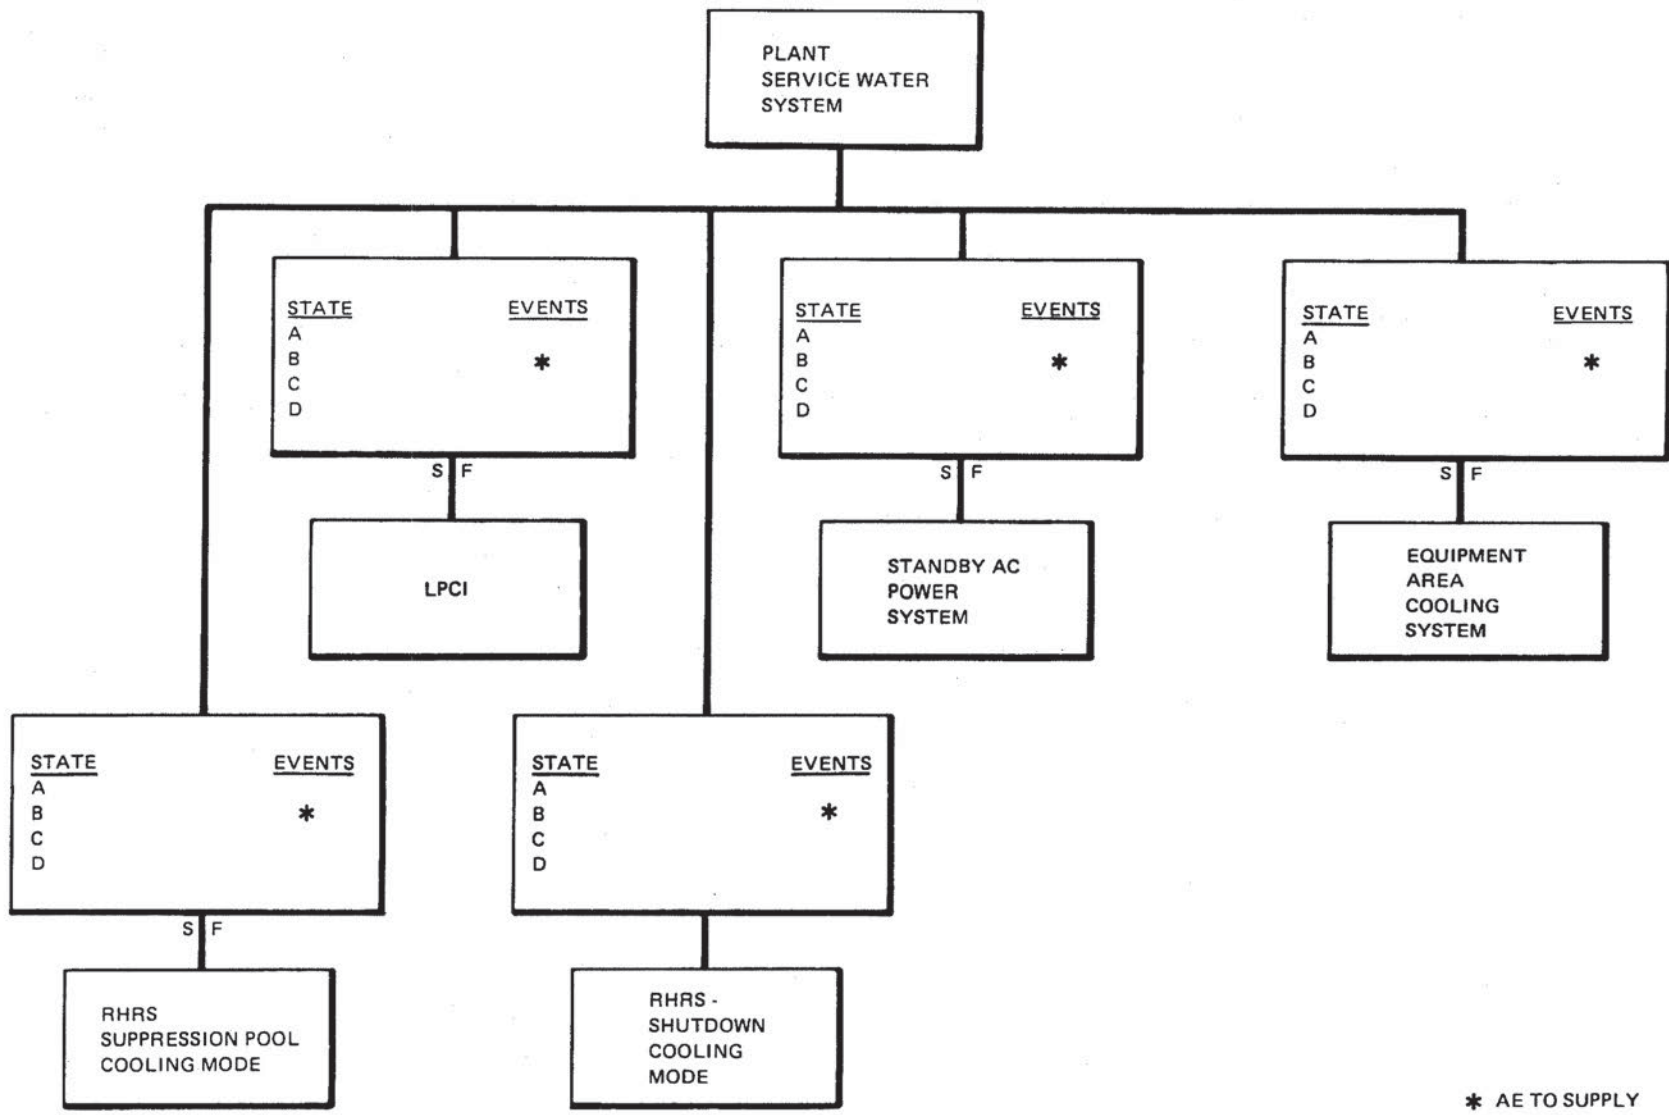 PLANT
SERVICE WATER
SYSTEM
STATE EVENTS
A
B *
C
D
S F
LPCI
STATE EVENTS
A
B *
C
D
S F
STANDBY AC
POWER
SYSTEM
STATE EVENTS
A
B *
C
D
S F
EQUIPMENT
AREA
COOLING
SYSTEM
STATE EVENTS
A
B *
C
D
S F
RHRS
SUPPRESSION POOL
COOLING MODE
STATE EVENTS
A
B *
C
D
RHRS -
SHUTDOWN
COOLING
MODE
* AE TO SUPPLY